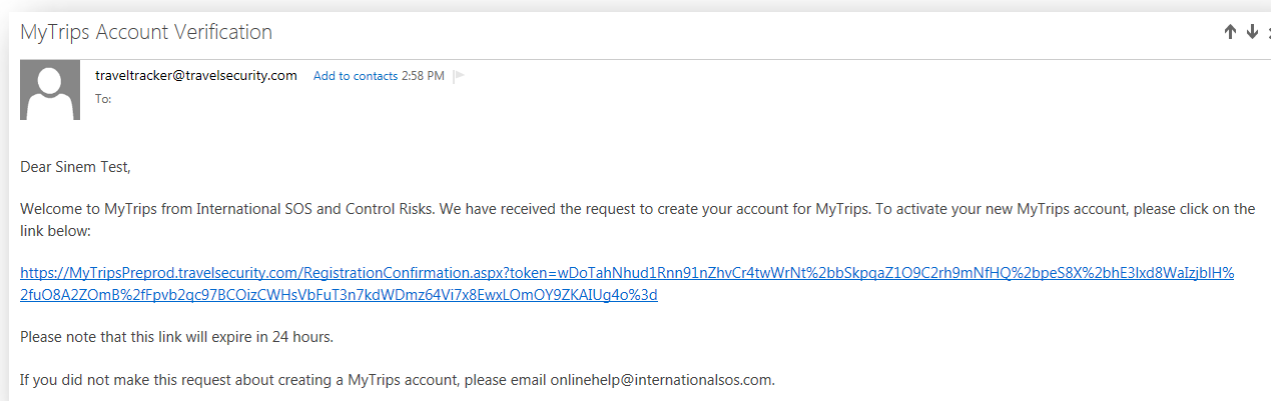 MyTrips Account Verification
traveltracker@travelsecurity.com Add to contacts 2:58 PM
To:
Dear Sinem Test,
Welcome to MyTrips from International SOS and Control Risks. We have received the request to create your account for MyTrips. To activate your new MyTrips account, please click on the
link below:
https://MyTripsPreprod.travelsecurity.com/RegistrationConfirmation.aspx?token=wDoTahNhud1Rnn91nZhvCr4twWrNt%2bbSkpqaZ1O9C2rh9mNfHQ%2bpeS8X%2bhE3lxd8WaIzjblH%
2fuO8A2ZOmB%2fFpvb2qc97BCOizCWHsVbFuT3n7kdWDmz64Vi7x8EwxLOmOY9ZKAIUg4o%3d
Please note that this link will expire in 24 hours.
If you did not make this request about creating a MyTrips account, please email onlinehelp@internationalsos.com.